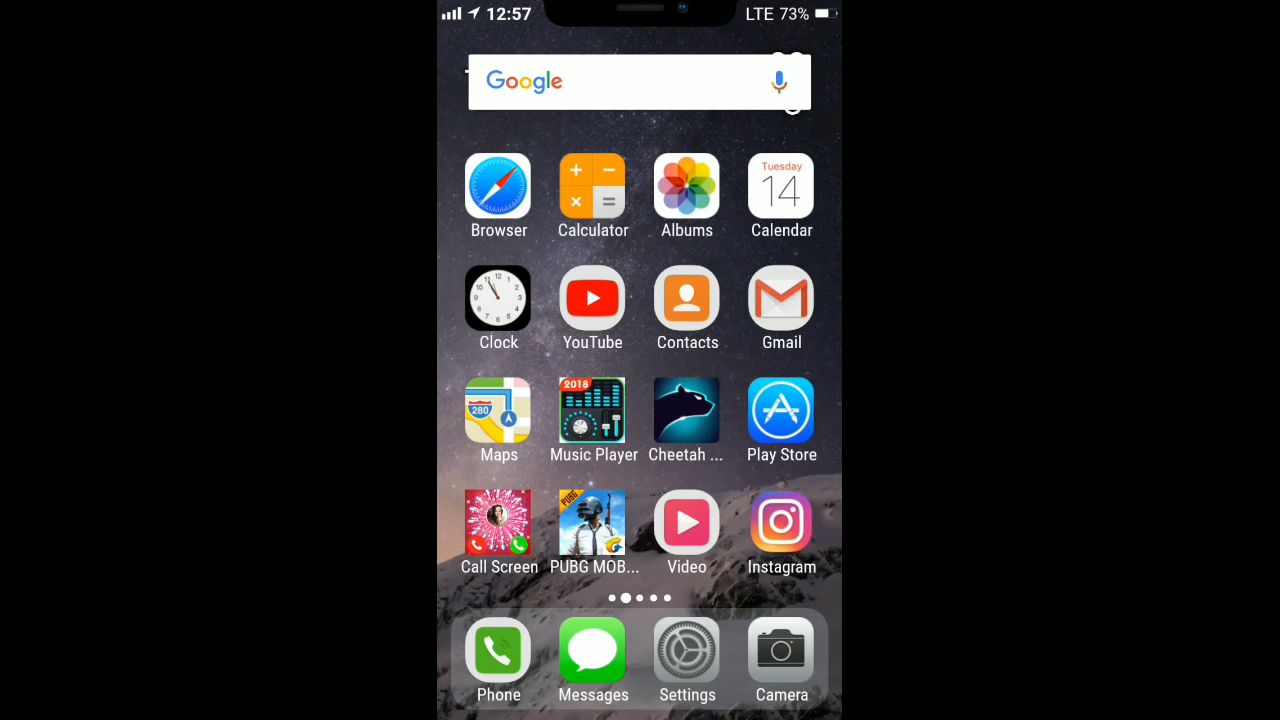 12:57 LTE 73%
Google
Tuesday
14
Browser Calculator Albums Calendar
Clock YouTube Contacts Gmail
280
2018
Maps Music Player Cheetah ... Play Store
PUBG
Call Screen PUBG MOB... Video Instagram
Phone Messages Settings Camera